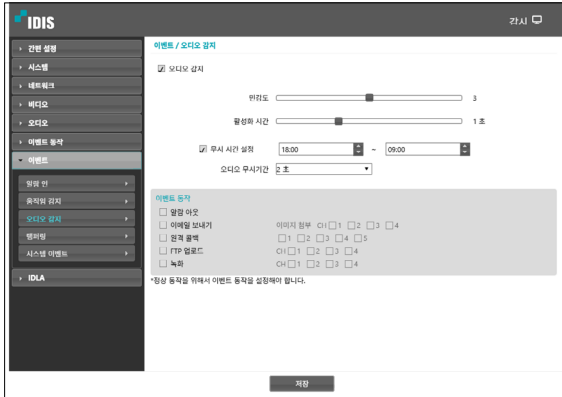 IDIS
감시
간편 설정
시스템
네트워크
비디오
오디오
이벤트 동작
이벤트
알람 인
움직임 감지
오디오 감지
탬퍼링
시스템 이벤트
IDLA
이벤트 / 오디오 감지
오디오 감지
민감도 3
활성화 시간 1 초
무시 시간 설정 18:00 ~ 09:00
오디오 무시기간 2 초
이벤트 동작
알람 아웃
이메일 보내기 이미지 첨부 CH 1 2 3 4
원격 콜백 1 2 3 4 5
FTP 업로드 CH 1 2 3 4
녹화 CH 1 2 3 4
*정상 동작을 위해서 이벤트 동작을 설정해야 합니다.
저장